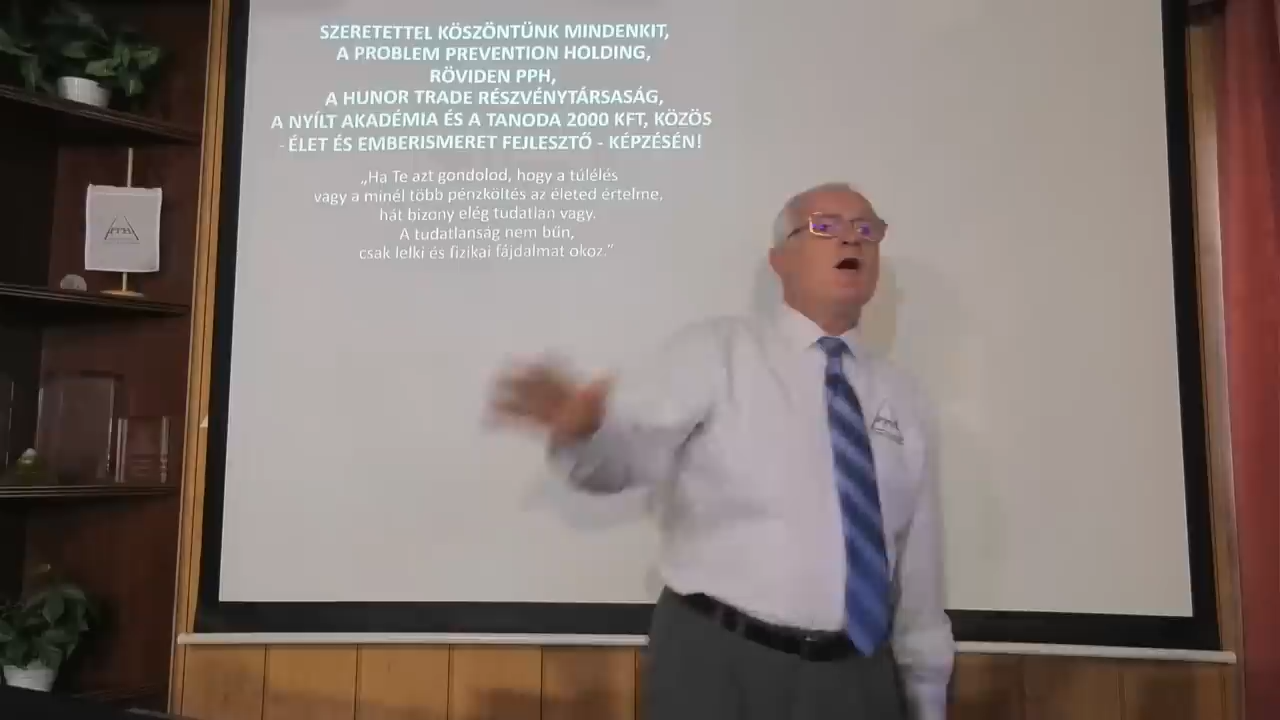 SZERETETTEL KÖSZÖNTÜNK MINDENKIT,
A PROBLEM PREVENTION HOLDING,
RÖVIDEN PPH,
A HUNOR TRADE RÉSZVÉNYTÁRSASÁG,
A NYÍLT AKADÉMIA ÉS A TANODA 2000 KFT, KÖZÖS
- ÉLET ÉS EMBERISMERET FEJLESZTŐ - KÉPZÉSÉN!
„Ha Te azt gondolod, hogy a túlélés
vagy a minél több pénzköltés az életed értelme,
hát bizony elég tudatlan vagy.
A tudatlanság nem bűn,
csak lelki és fizikai fájdalmat okoz.”